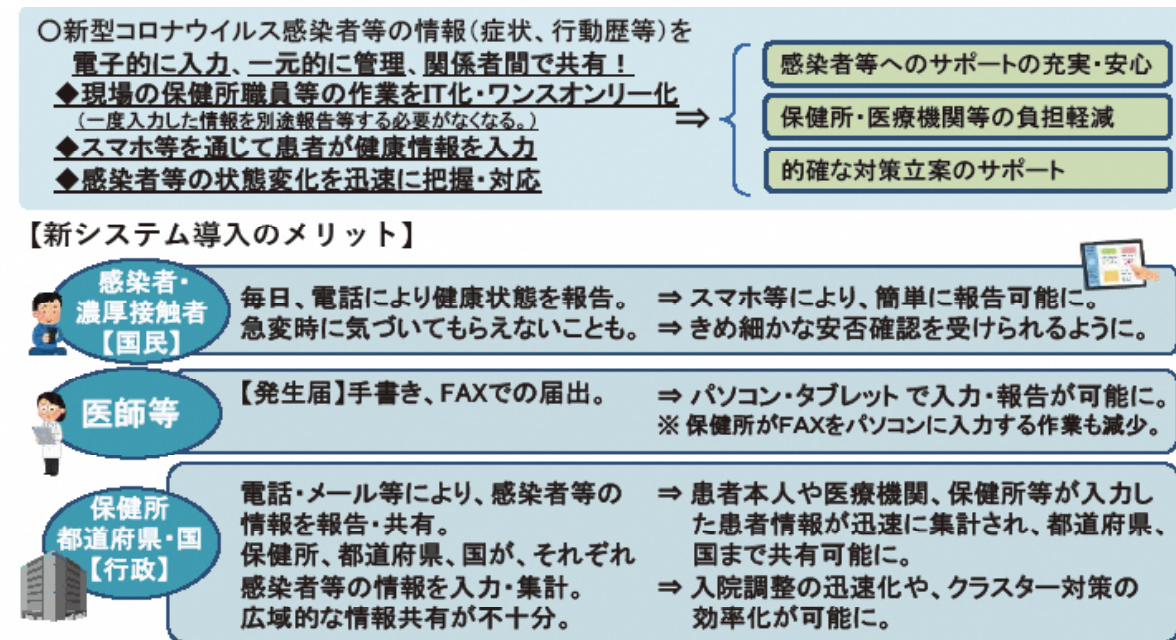 ○新型コロナウイルス感染者等の情報(症状、行動歴等)を
電子的に入力、一元的に管理、関係者間で共有！
◆現場の保健所職員等の作業をIT化・ワンスオンリー化
(一度入力した情報を別途報告等する必要がなくなる。)
◆スマホ等を通じて患者が健康情報を入力
◆感染者等の状態変化を迅速に把握・対応
⇒
感染者等へのサポートの充実・安心
保健所・医療機関等の負担軽減
的確な対策立案のサポート
【新システム導入のメリット】
感染者・
濃厚接触者
【国民】
毎日、電話により健康状態を報告。
急変時に気づいてもらえないことも。
⇒ スマホ等により、簡単に報告可能に。
⇒ きめ細かな安否確認を受けられるように。
医師等
【発生届】手書き、FAXでの届出。
⇒ パソコン・タブレット で入力・報告が可能に。
※ 保健所がFAXをパソコンに入力する作業も減少。
保健所
都道府県・国
【行政】
電話・メール等により、感染者等の
情報を報告・共有。
保健所、都道府県、国が、それぞれ
感染者等の情報を入力・集計。
広域的な情報共有が不十分。
⇒ 患者本人や医療機関、保健所等が入力し
た患者情報が迅速に集計され、都道府県、
国まで共有可能に。
⇒ 入院調整の迅速化や、クラスター対策の
効率化が可能に。